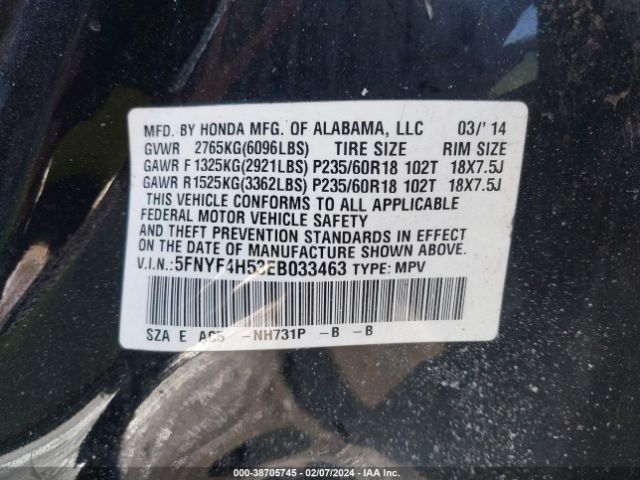 MFD. BY HONDA MFG. OF ALABAMA, LLC 03/'14
GVWR 2765KG(6096LBS) TIRE SIZE RIM SIZE
GAWR F 1325KG(2921LBS) P235/60R18 102T 18X7.5J
GAWR R1525KG(3362LBS) P235/60R18 102T 18X7.5J
THIS VEHICLE CONFORMS TO ALL APPLICABLE
FEDERAL MOTOR VEHICLE SAFETY
AND THEFT PREVENTION STANDARDS IN EFFECT
ON THE DATE OF MANUFACTURE SHOWN ABOVE.
V.I.N.:5FNYF4H53EB033463 TYPE: MPV
SZA E AC5 -NH731P -B -B
000-38705745 - 02/07/2024 - IAA Inc.